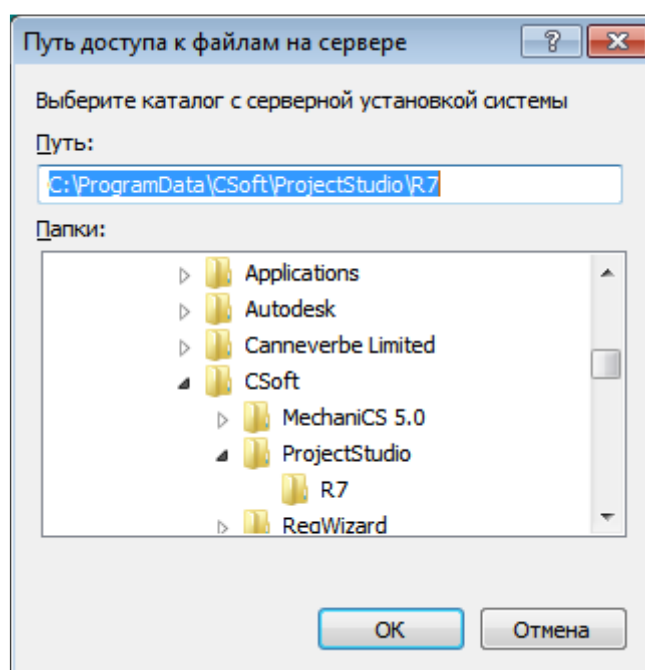 Путь доступа к файлам на сервере
Выберите каталог с серверной установкой системы
Путь:
C:\ProgramData\CSoft\ProjectStudio\R7
Папки:
Applications
Autodesk
Canneverbe Limited
CSoft
MechaniCS 5.0
ProjectStudio
R7
RegWizard
OK
Отмена